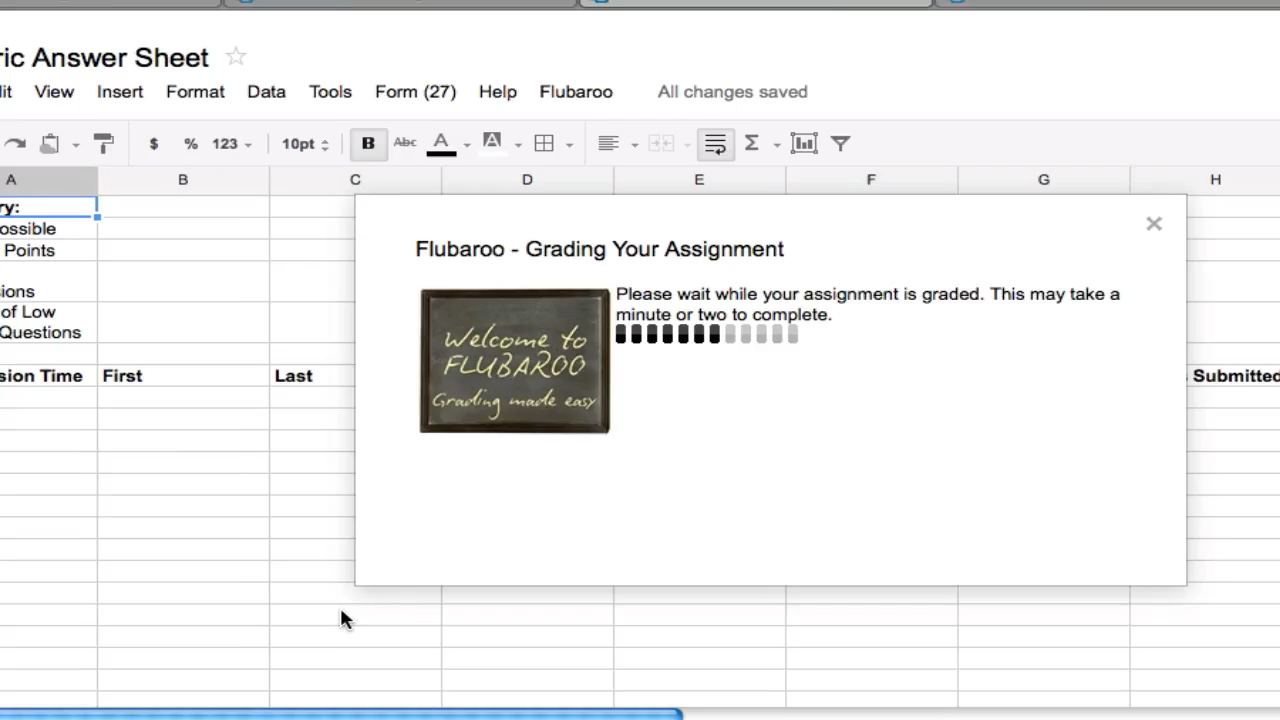 ric Answer Sheet
lit View Insert Format Data Tools Form (27) Help Flubaroo All changes saved
$ % 123 10pt B Abc A A Σ
A B C D E F G H
ry:
ossible
Points
ions
of Low
Questions
sion Time First Last Submitted
Flubaroo - Grading Your Assignment
Please wait while your assignment is graded. This may take a
minute or two to complete.
Welcome to
FLUBAROO
Grading made easy